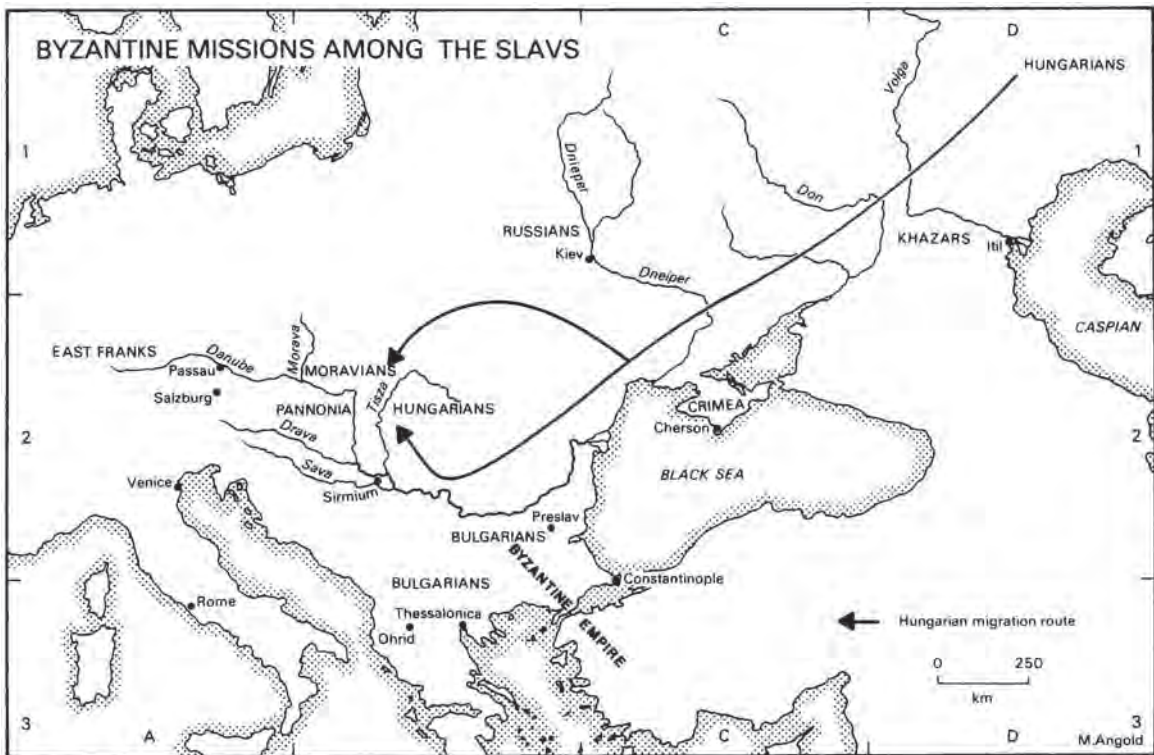 BYZANTINE MISSIONS AMONG THE SLAVS
C
D
HUNGARIANS
Volga
1
1
Dnieper
Don
RUSSIANS
Kiev
KHAZARS
Itil
Dneiper
CASPIAN
EAST FRANKS
Danube
Morava
Passau
MORAVIANS
Salzburg
Tisza
PANNONIA
HUNGARIANS
CRIMEA
Cherson
2
2
Drava
Sava
BLACK SEA
Venice
Sirmium
Preslav
BULGARIANS
BYZANTINE
EMPIRE
Constantinople
BULGARIANS
Rome
Thessalonica
Ohrid
Hungarian migration route
0 250
km
3
A
C
D
3
M.Angold